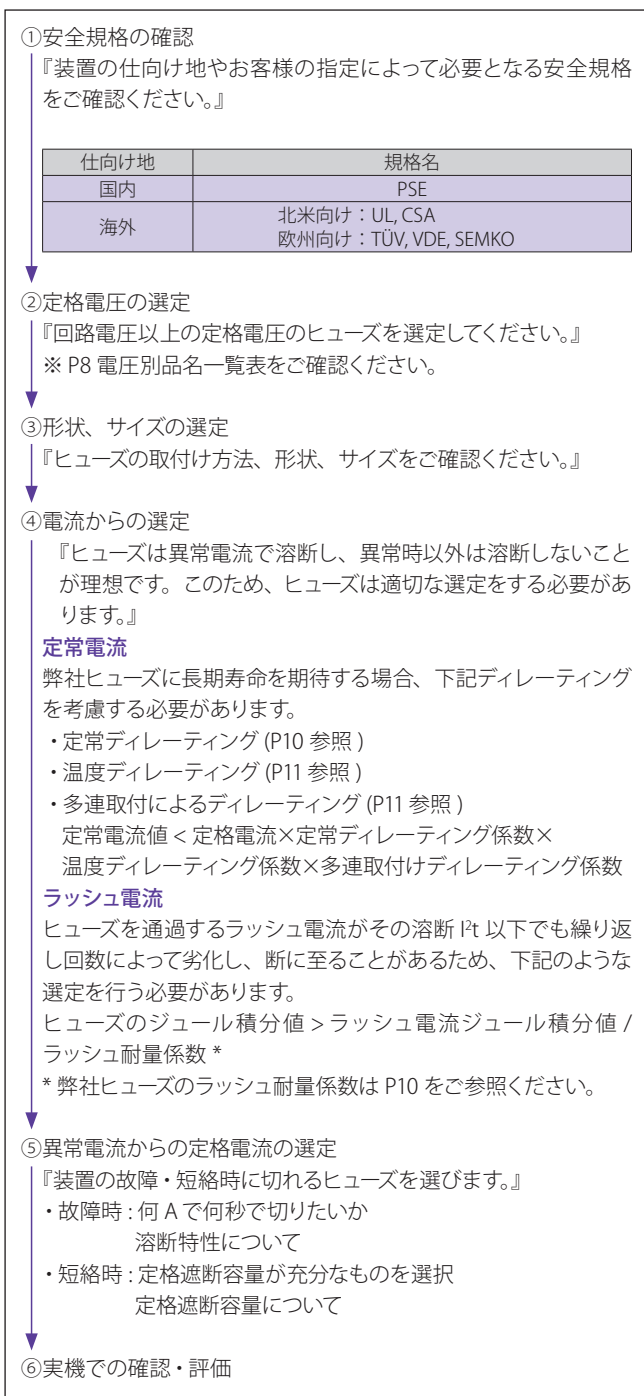 ①安全規格の確認
『装置の仕向け地やお客様の指定によって必要となる安全規格
をご確認ください。』
仕向け地 規格名
国内 PSE
海外 北米向け：UL, CSA
欧州向け：TÜV, VDE, SEMKO
②定格電圧の選定
『回路電圧以上の定格電圧のヒューズを選定してください。』
※ P8 電圧別品名一覧表をご確認ください。
③形状、サイズの選定
『ヒューズの取付け方法、形状、サイズをご確認ください。』
④電流からの選定
『ヒューズは異常電流で溶断し、異常時以外は溶断しないこと
が理想です。このため、ヒューズは適切な選定をする必要があ
ります。』
定常電流
弊社ヒューズに長期寿命を期待する場合、下記ディレーティング
を考慮する必要があります。
・定常ディレーティング (P10 参照 )
・温度ディレーティング (P11 参照 )
・多連取付によるディレーティング (P11 参照 )
定常電流値 < 定格電流×定常ディレーティング係数×
温度ディレーティング係数×多連取付けディレーティング係数
ラッシュ電流
ヒューズを通過するラッシュ電流がその溶断 I²t 以下でも繰り返
し回数によって劣化し、断に至ることがあるため、下記のような
選定を行う必要があります。
ヒューズのジュール積分値 > ラッシュ電流ジュール積分値 /
ラッシュ耐量係数 *
* 弊社ヒューズのラッシュ耐量係数は P10 をご参照ください。
⑤異常電流からの定格電流の選定
『装置の故障・短絡時に切れるヒューズを選びます。』
・故障時 : 何 A で何秒で切りたいか
溶断特性について
・短絡時 : 定格遮断容量が充分なものを選択
定格遮断容量について
⑥実機での確認・評価